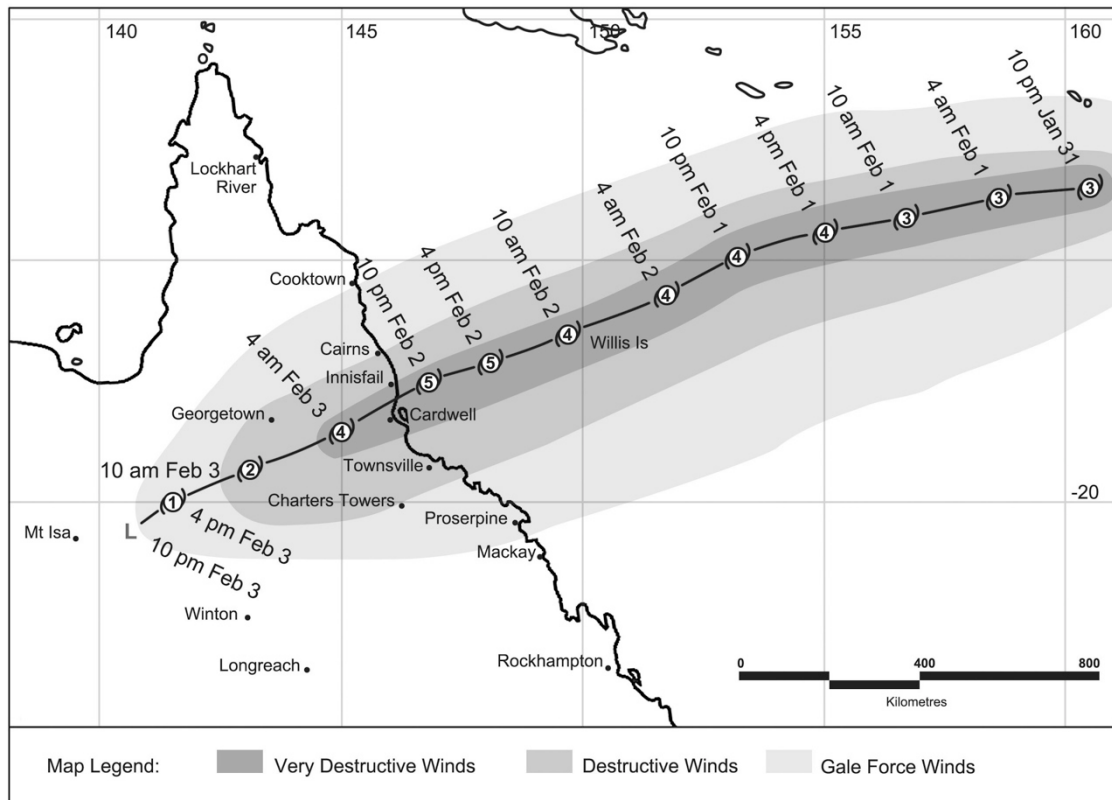 140
145
150
155
160
10 pm Jan 31
4 am Feb 1
10 am Feb 1
4 pm Feb 1
10 pm Feb 1
4 am Feb 2
10 am Feb 2
4 pm Feb 2
10 pm Feb 2
4 am Feb 3
10 am Feb 3
4 pm Feb 3
10 pm Feb 3
3
3
3
4
4
4
4
5
5
4
2
1
L
Lockhart
River
Cooktown
Cairns
Innisfail
Willis Is
Georgetown
Cardwell
Townsville
Charters Towers
-20
Proserpine
Mt Isa
Mackay
Winton
Longreach
Rockhampton
0
400
800
Kilometres
Map Legend:
Very Destructive Winds
Destructive Winds
Gale Force Winds